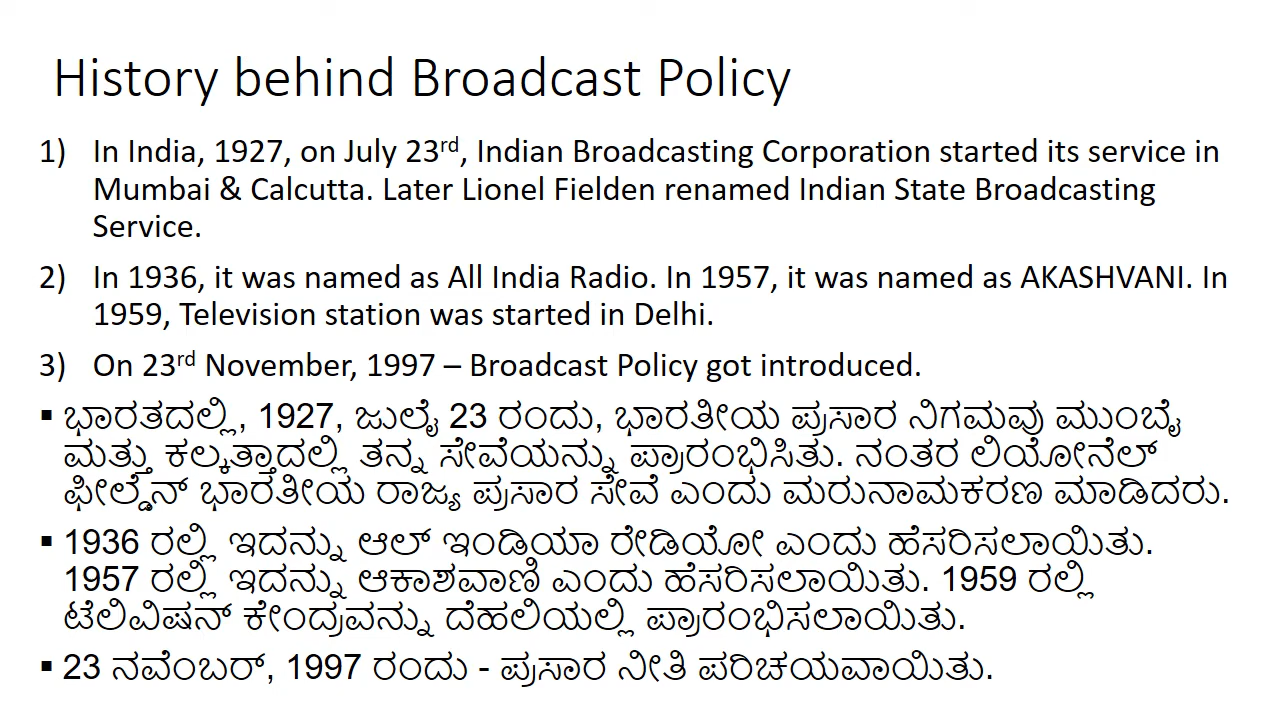 History behind Broadcast Policy
1) In India, 1927, on July 23rd, Indian Broadcasting Corporation started its service in
Mumbai & Calcutta. Later Lionel Fielden renamed Indian State Broadcasting
Service.
2) In 1936, it was named as All India Radio. In 1957, it was named as AKASHVANI. In
1959, Television station was started in Delhi.
3) On 23rd November, 1997 – Broadcast Policy got introduced.
▪ ಭಾರತದಲ್ಲಿ, 1927, ಜುಲೈ 23 ರಂದು, ಭಾರತೀಯ ಪ್ರಸಾರ ನಿಗಮವು ಮುಂಬೈ
ಮತ್ತು ಕಲ್ಕತ್ತಾದಲ್ಲಿ ತನ್ನ ಸೇವೆಯನ್ನು ಪ್ರಾರಂಭಿಸಿತು. ನಂತರ ಲಿಯೋನೆಲ್
ಫೀಲ್ಡೆನ್ ಭಾರತೀಯ ರಾಜ್ಯ ಪ್ರಸಾರ ಸೇವೆ ಎಂದು ಮರುನಾಮಕರಣ ಮಾಡಿದರು.
▪ 1936 ರಲ್ಲಿ ಇದನ್ನು ಆಲ್ ಇಂಡಿಯಾ ರೇಡಿಯೋ ಎಂದು ಹೆಸರಿಸಲಾಯಿತು.
1957 ರಲ್ಲಿ ಇದನ್ನು ಆಕಾಶವಾಣಿ ಎಂದು ಹೆಸರಿಸಲಾಯಿತು. 1959 ರಲ್ಲಿ
ಟೆಲಿವಿಷನ್ ಕೇಂದ್ರವನ್ನು ದೆಹಲಿಯಲ್ಲಿ ಪ್ರಾರಂಭಿಸಲಾಯಿತು.
▪ 23 ನವೆಂಬರ್, 1997 ರಂದು - ಪ್ರಸಾರ ನೀತಿ ಪರಿಚಯವಾಯಿತು.